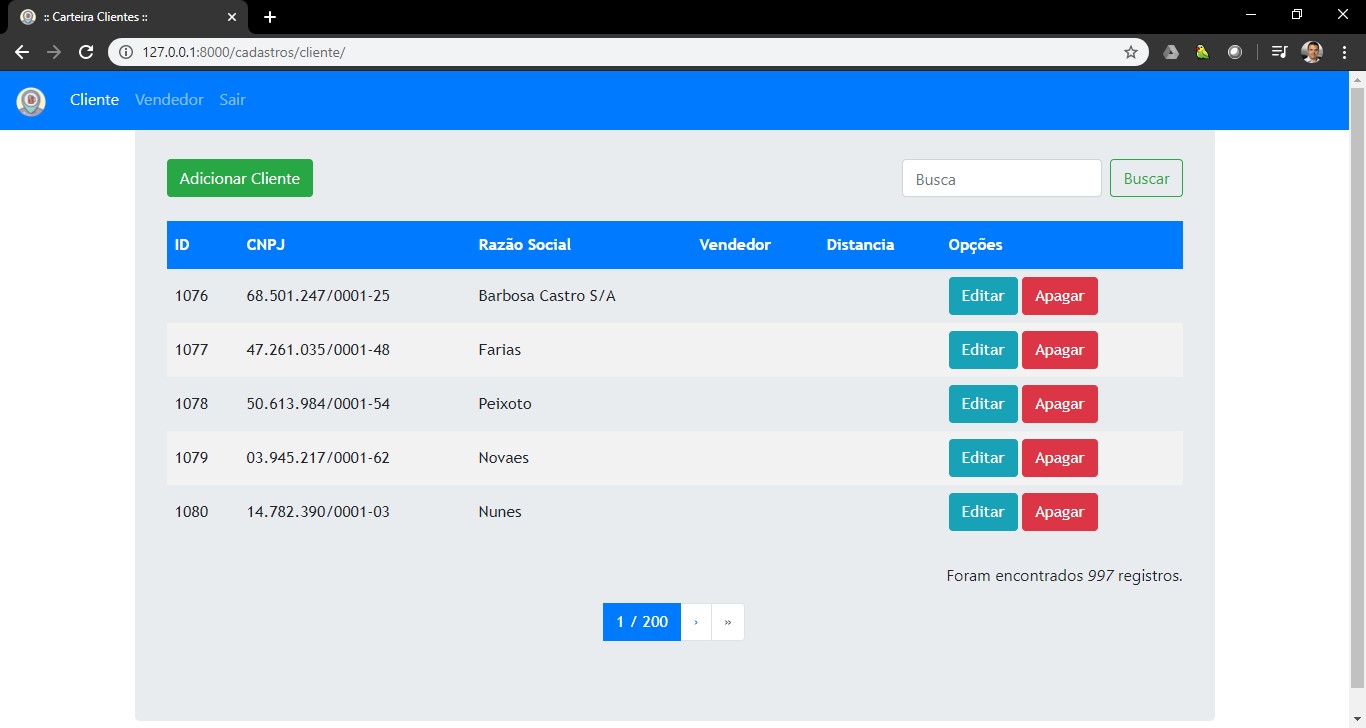 :: Carteira Clientes ::
127.0.0.1:8000/cadastros/cliente/
Cliente Vendedor Sair
Adicionar Cliente Busca Buscar
ID CNPJ Razão Social Vendedor Distancia Opções
1076 68.501.247/0001-25 Barbosa Castro S/A Editar Apagar
1077 47.261.035/0001-48 Farias Editar Apagar
1078 50.613.984/0001-54 Peixoto Editar Apagar
1079 03.945.217/0001-62 Novaes Editar Apagar
1080 14.782.390/0001-03 Nunes Editar Apagar
Foram encontrados 997 registros.
1 / 200 › »